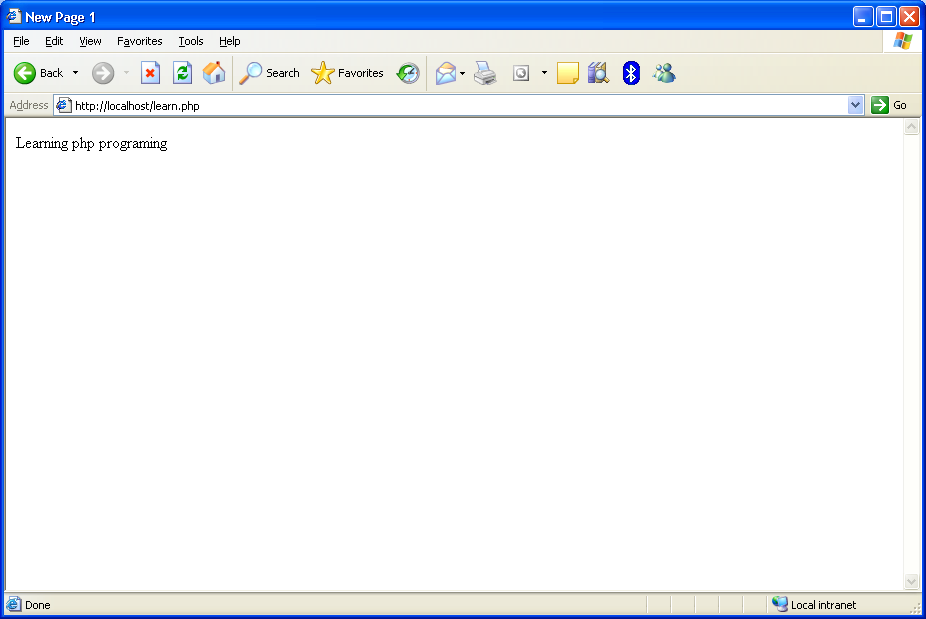 New Page 1
File Edit View Favorites Tools Help
Back Search Favorites
Address http://localhost/learn.php Go
Learning php programing
Done Local intranet